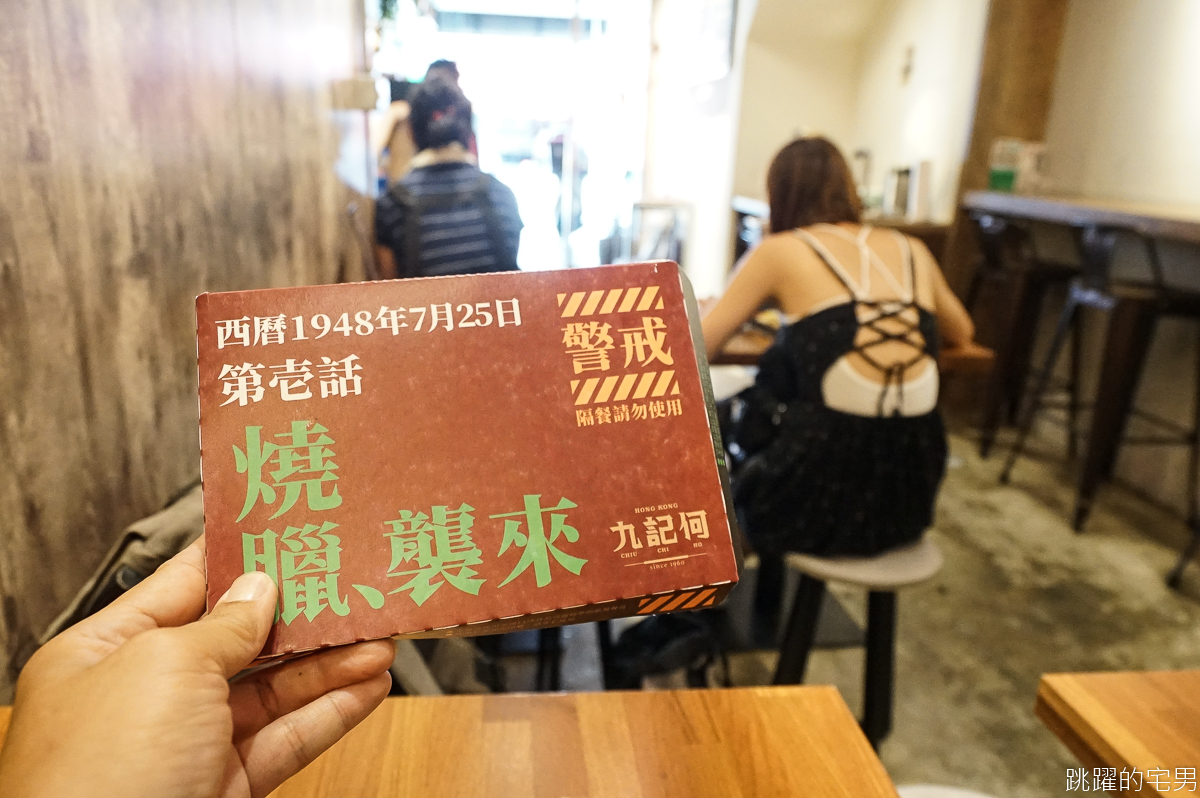 西曆1948年7月25日
第壱話
燒
臘、襲來
警戒
隔餐請勿使用
HONG KONG
九記何
CHIU CHI HO
since 1960
跳躍的宅男